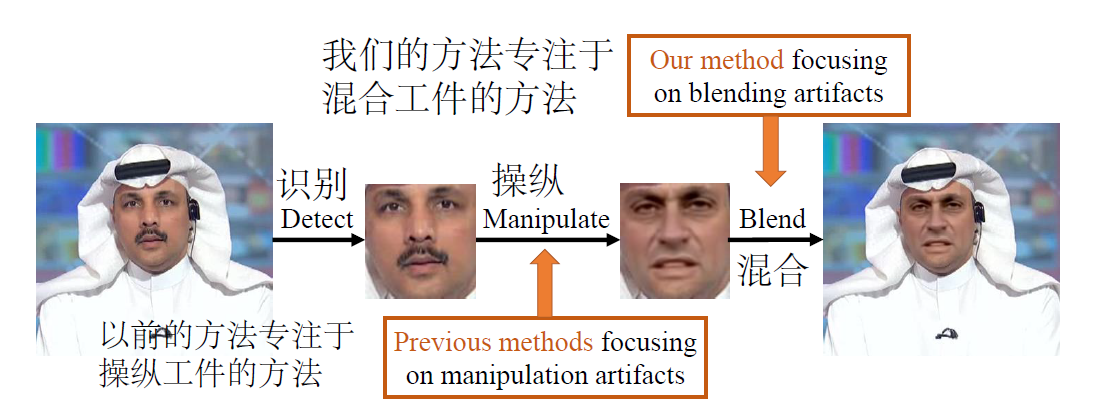 我们的方法专注于
混合工件的方法
Our method focusing
on blending artifacts
识别
Detect
操纵
Manipulate
Blend
混合
以前的方法专注于
操纵工件的方法
Previous methods focusing
on manipulation artifacts